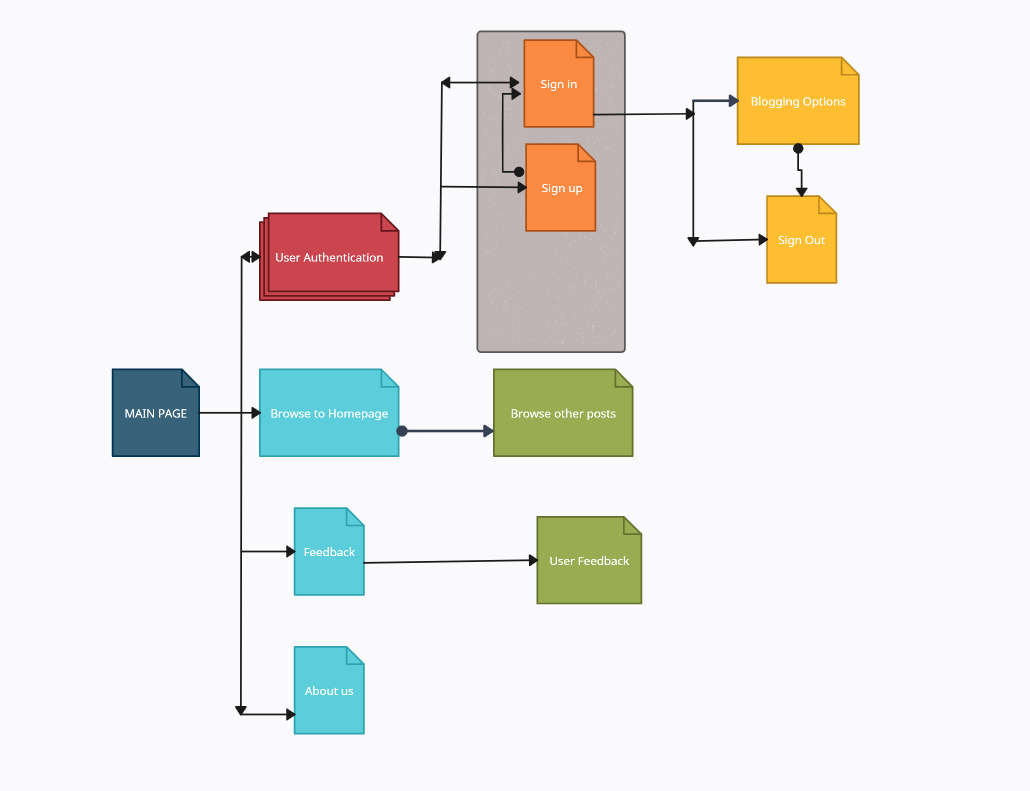 Sign in
Sign up
Blogging Options
Sign Out
User Authentication
MAIN PAGE
Browse to Homepage
Browse other posts
Feedback
User Feedback
About us